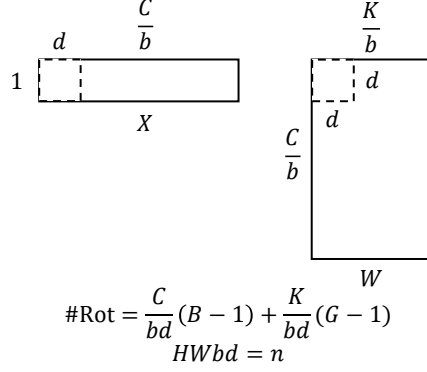 d
C/b
1
X
K/b
d
d
C/b
W
#Rot = C/bd (B − 1) + K/bd (G − 1)
HWbd = n